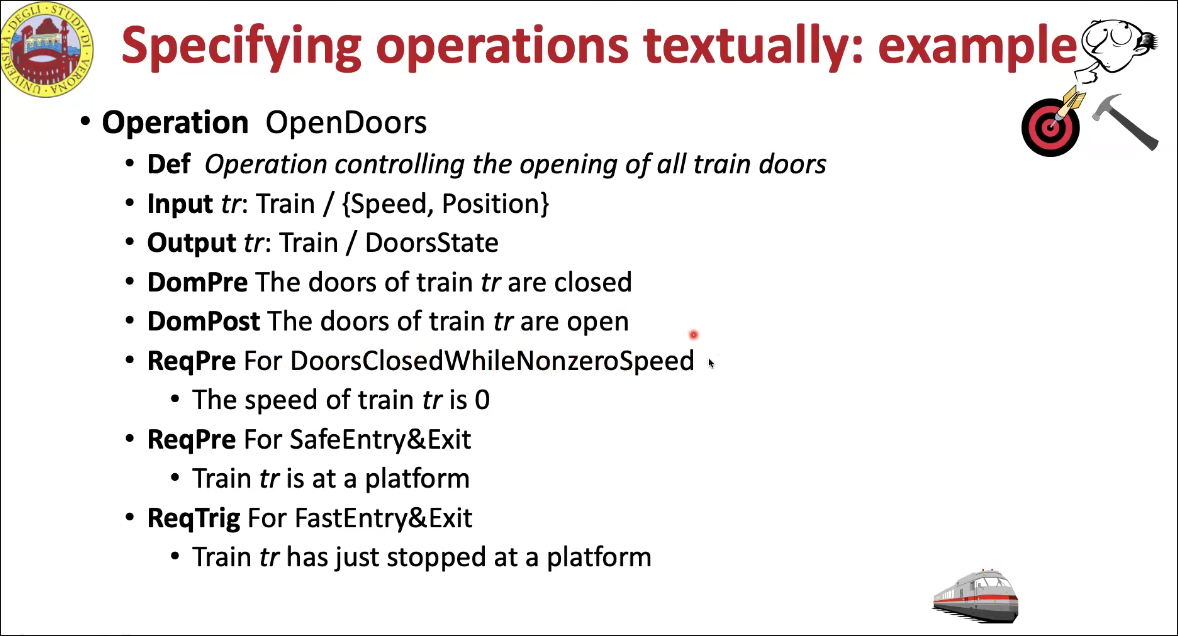 UNIVERSITÀ DEGLI STUDI DI VERONA
Specifying operations textually: example
• Operation OpenDoors
• Def Operation controlling the opening of all train doors
• Input tr: Train / {Speed, Position}
• Output tr: Train / DoorsState
• DomPre The doors of train tr are closed
• DomPost The doors of train tr are open
• ReqPre For DoorsClosedWhileNonzeroSpeed
• The speed of train tr is 0
• ReqPre For SafeEntry&Exit
• Train tr is at a platform
• ReqTrig For FastEntry&Exit
• Train tr has just stopped at a platform